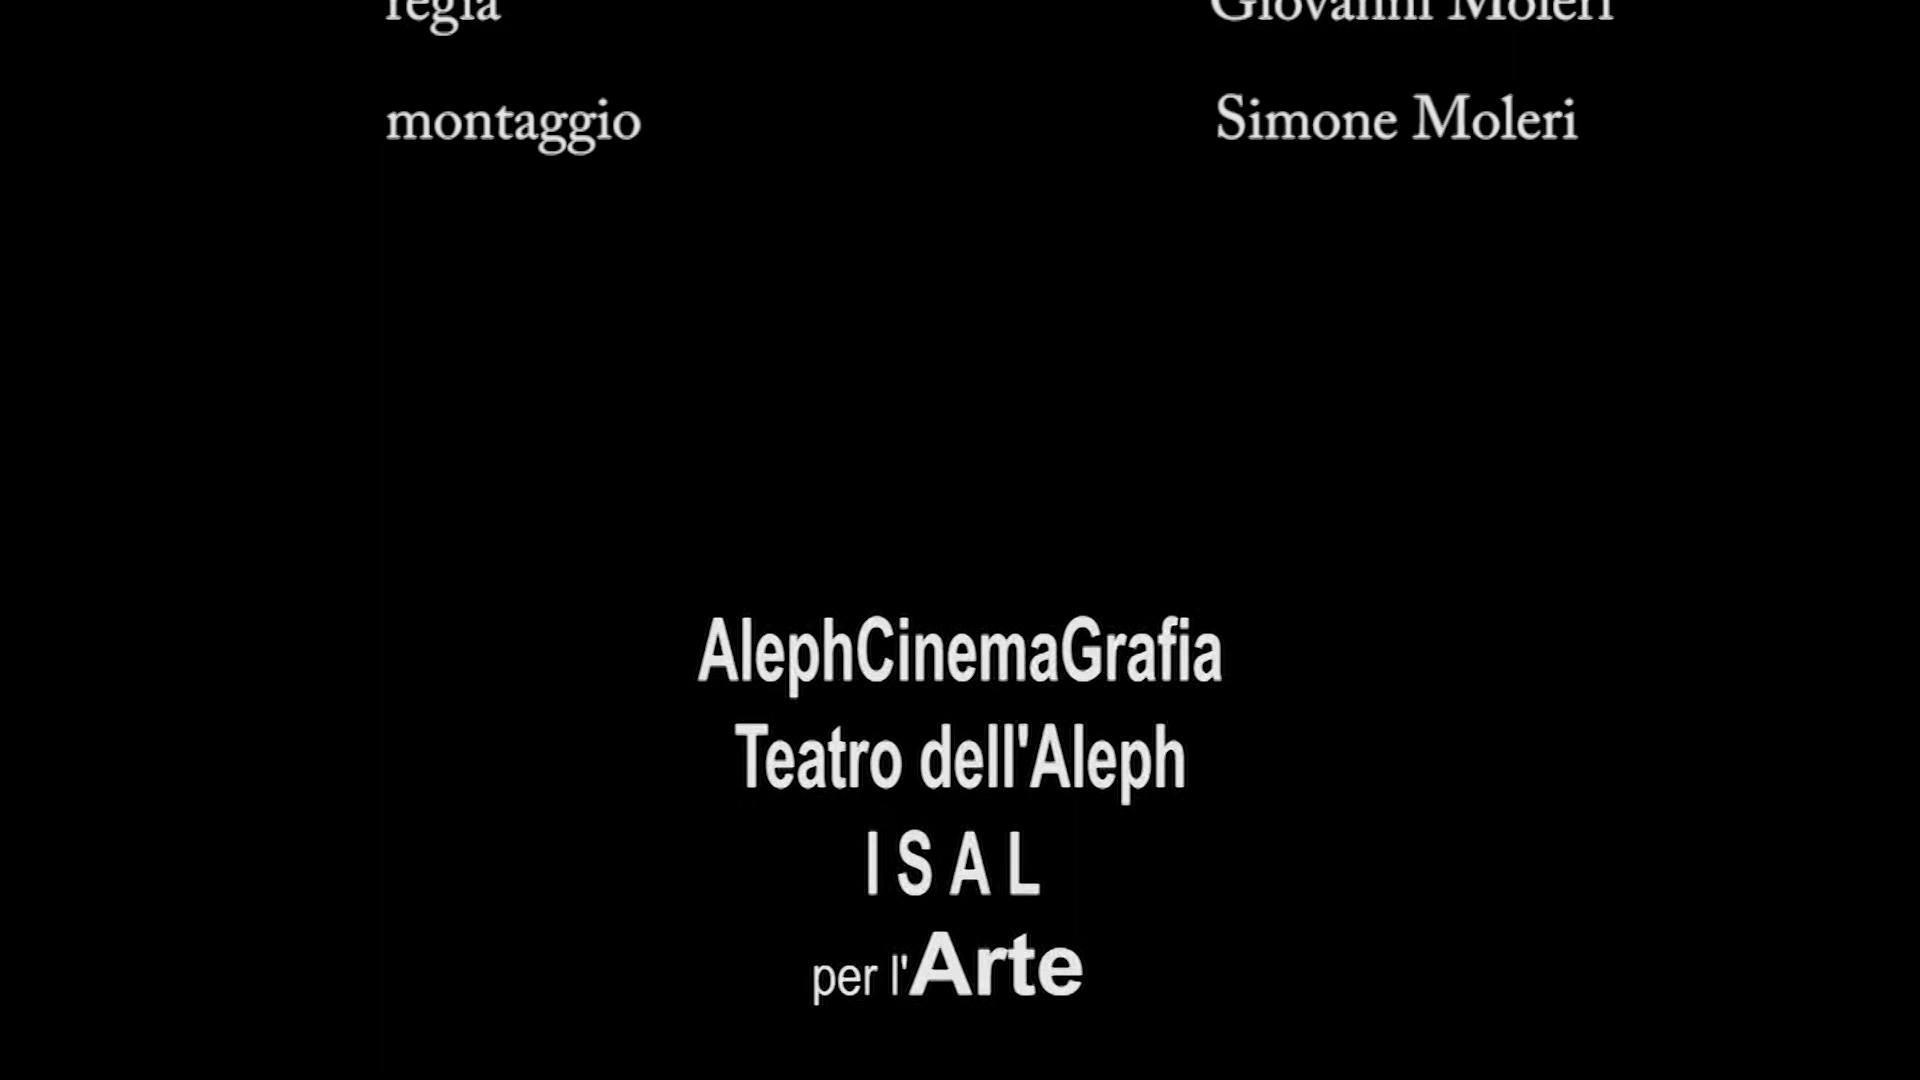 regia Giovanni Moleri
montaggio Simone Moleri
AlephCinemaGrafia
Teatro dell'Aleph
I S A L
per l'Arte